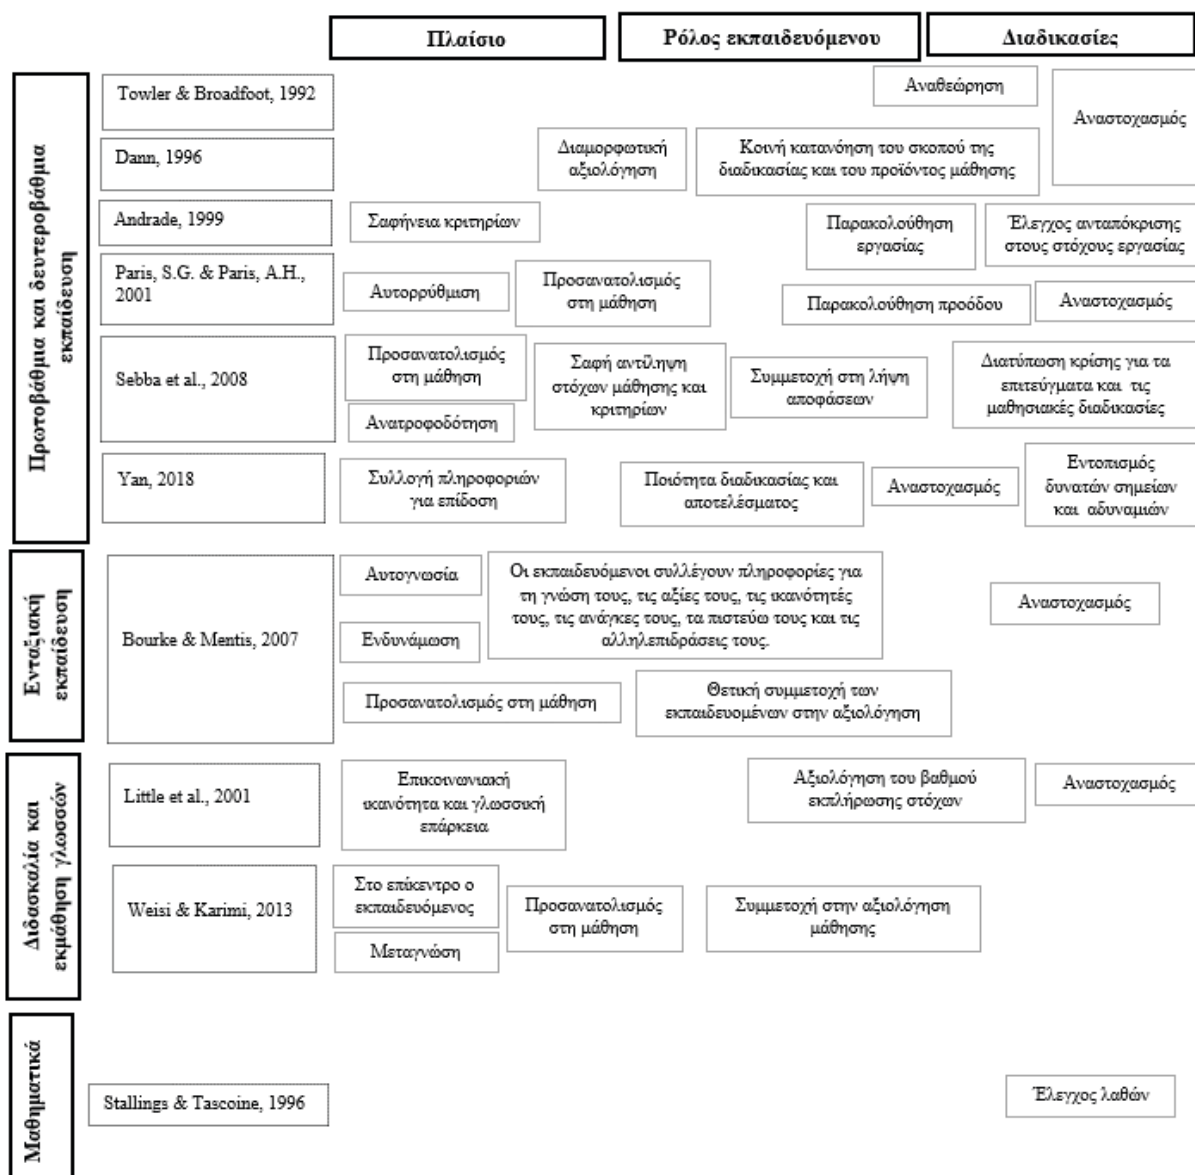 Πλαίσιο
Ρόλος εκπαιδευόμενου
Διαδικασίες
Πρωτοβάθμια και δευτεροβάθμια
εκπαίδευση
Towler & Broadfoot, 1992
Αναθεώρηση
Αναστοχασμός
Dann, 1996
Διαμορφωτική
αξιολόγηση
Κοινή κατανόηση του σκοπού της
διαδικασίας και του προϊόντος μάθησης
Andrade, 1999
Σαφήνεια κριτηρίων
Παρακολούθηση
εργασίας
Έλεγχος ανταπόκρισης
στους στόχους εργασίας
Paris, S.G. & Paris, A.H.,
2001
Αυτορρύθμιση
Προσανατολισμός
στη μάθηση
Παρακολούθηση προόδου
Αναστοχασμός
Sebba et al., 2008
Προσανατολισμός
στη μάθηση
Ανατροφοδότηση
Σαφή αντίληψη
στόχων μάθησης και
κριτηρίων
Συμμετοχή στη λήψη
αποφάσεων
Διατύπωση κρίσης για τα
επιτεύγματα και τις
μαθησιακές διαδικασίες
Yan, 2018
Συλλογή πληροφοριών
για επίδοση
Ποιότητα διαδικασίας και
αποτελέσματος
Αναστοχασμός
Εντοπισμός
δυνατών σημείων
και αδυναμιών
Ενταξιακή
εκπαίδευση
Bourke & Mentis, 2007
Αυτογνωσία
Ενδυνάμωση
Οι εκπαιδευόμενοι συλλέγουν πληροφορίες για
τη γνώση τους, τις αξίες τους, τις ικανότητές
τους, τις ανάγκες τους, τα πιστεύω τους και τις
αλληλεπιδράσεις τους.
Αναστοχασμός
Προσανατολισμός στη μάθηση
Θετική συμμετοχή των
εκπαιδευομένων στην αξιολόγηση
Διδασκαλία και
εκμάθηση γλωσσών
Little et al., 2001
Επικοινωνιακή
ικανότητα και γλωσσική
επάρκεια
Αξιολόγηση του βαθμού
εκπλήρωσης στόχων
Αναστοχασμός
Weisi & Karimi, 2013
Στο επίκεντρο ο
εκπαιδευόμενος
Μεταγνώση
Προσανατολισμός
στη μάθηση
Συμμετοχή στην αξιολόγηση
μάθησης
Μαθηματικά
Stallings & Tascoine, 1996
Έλεγχος λαθών